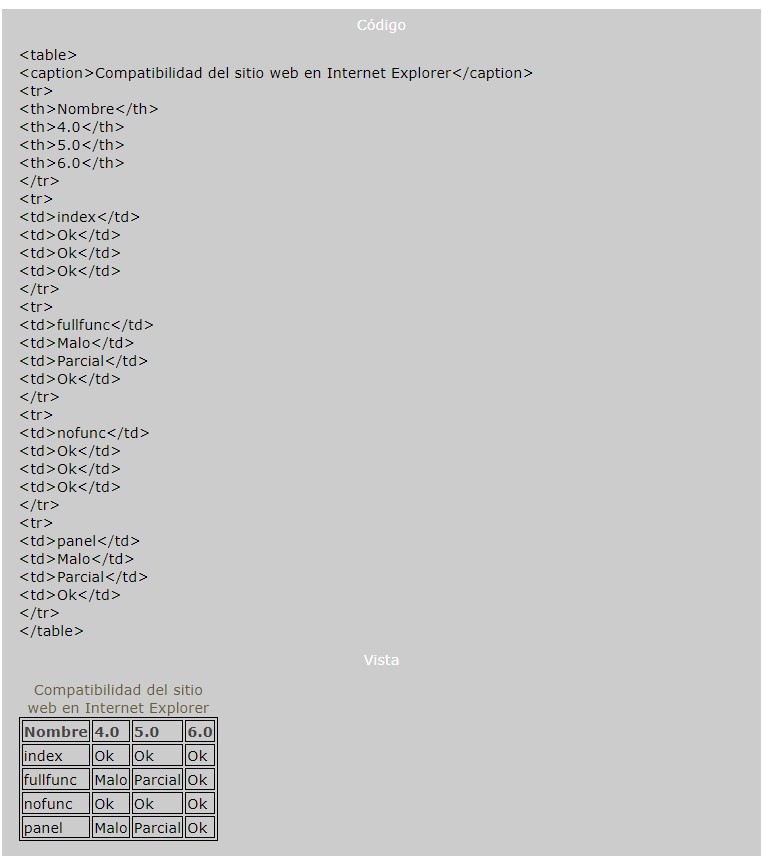 Código
<table>
<caption>Compatibilidad del sitio web en Internet Explorer</caption>
<tr>
<th>Nombre</th>
<th>4.0</th>
<th>5.0</th>
<th>6.0</th>
</tr>
<tr>
<td>index</td>
<td>Ok</td>
<td>Ok</td>
<td>Ok</td>
</tr>
<tr>
<td>fullfunc</td>
<td>Malo</td>
<td>Parcial</td>
<td>Ok</td>
</tr>
<tr>
<td>nofunc</td>
<td>Ok</td>
<td>Ok</td>
<td>Ok</td>
</tr>
<tr>
<td>panel</td>
<td>Malo</td>
<td>Parcial</td>
<td>Ok</td>
</tr>
</table>
Vista
Compatibilidad del sitio
web en Internet Explorer
Nombre 4.0 5.0 6.0
index Ok Ok Ok
fullfunc Malo Parcial Ok
nofunc Ok Ok Ok
panel Malo Parcial Ok